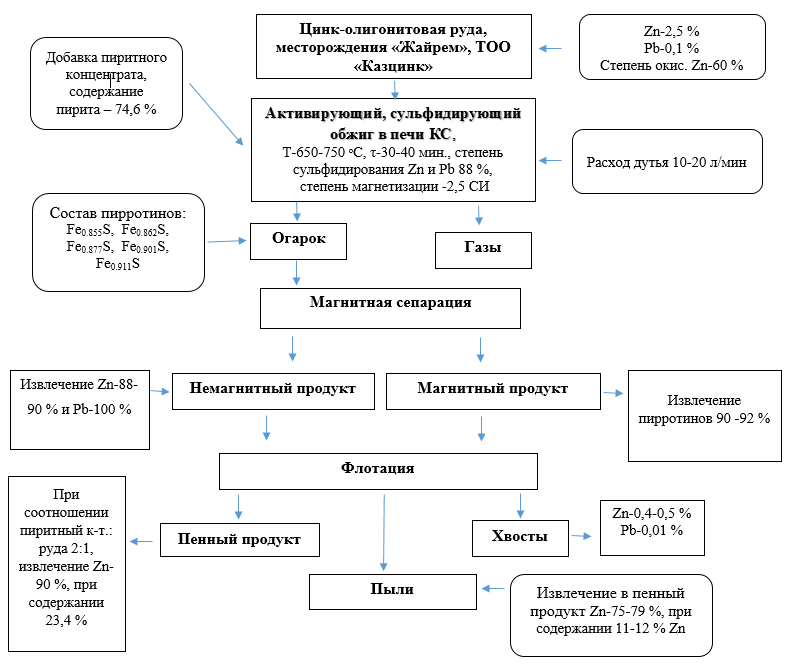 Цинк-олигонитовая руда,
месторождения «Жайрем», ТОО
«Казцинк»
Zn-2,5 %
Pb-0,1 %
Степень окис. Zn-60 %
Добавка пиритного
концентрата,
содержание
пирита – 74,6 %
Активирующий, сульфидирующий
обжиг в печи КС,
Т-650-750 ᵒС, τ-30-40 мин., степень
сульфидирования Zn и Pb 88 %,
степень магнетизации -2,5 СИ
Расход дутья 10-20 л/мин
Состав пирротинов:
Fe₀.₈₅₅S, Fe₀.₈₆₂S,
Fe₀.₈₇₇S, Fe₀.₉₀₁S,
Fe₀.₉₁₁S
Огарок
Газы
Магнитная сепарация
Извлечение Zn-88-
90 % и Pb-100 %
Немагнитный продукт
Магнитный продукт
Извлечение
пирротинов 90 -92 %
Флотация
При
соотношении
пиритный к-т.:
руда 2:1,
извлечение Zn-
90 %, при
содержании
23,4 %
Пенный продукт
Хвосты
Zn-0,4-0,5 %
Pb-0,01 %
Пыли
Извлечение в пенный
продукт Zn-75-79 %, при
содержании 11-12 % Zn